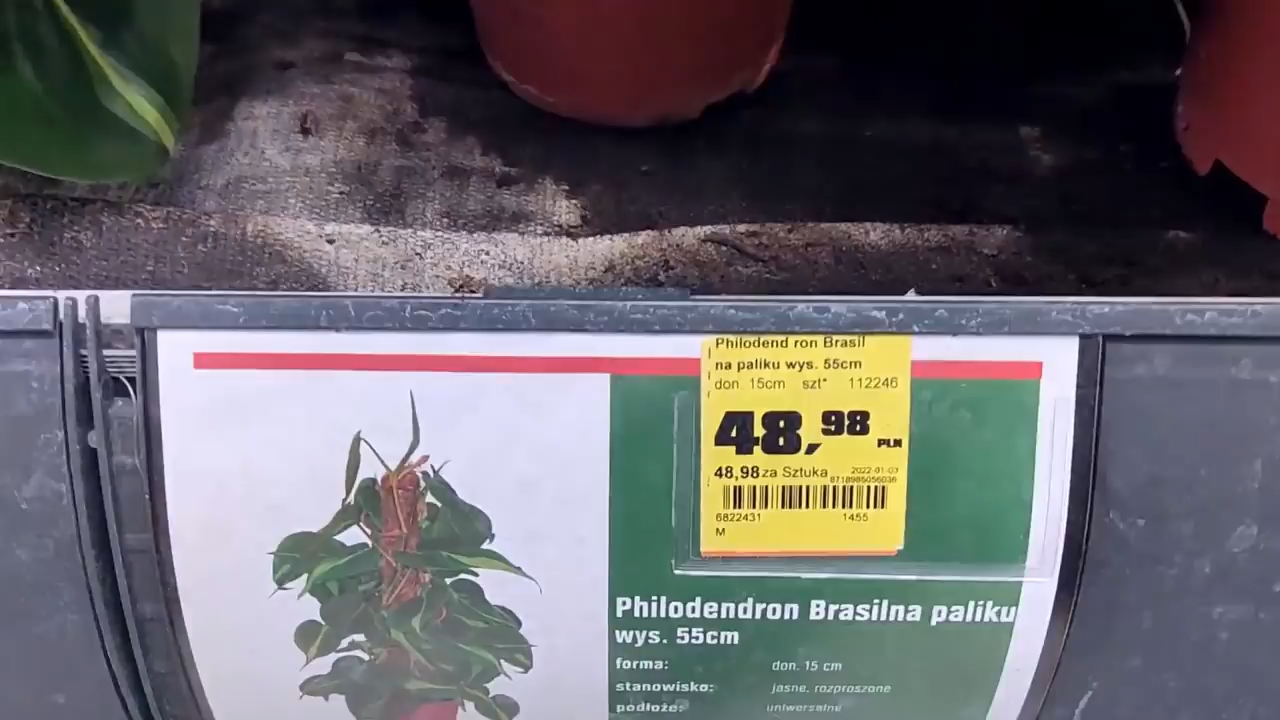 Philodend ron Brasil
na paliku wys. 55cm
don. 15cm szt* 112246
48,98 PLN
48,98 za Sztuka 2022-01-03
8718986056036
6822431 1455
M
Philodendron Brasilna paliku
wys. 55cm
forma: don. 15 cm
stanowisko: jasne, rozproszone
podłoże: uniwersalne